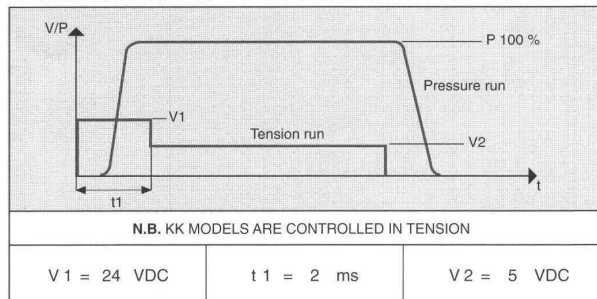 V/P
P 100 %
Pressure run
V1
Tension run
V2
t
t1
N.B. KK MODELS ARE CONTROLLED IN TENSION
V 1 = 24 VDC
t 1 = 2 ms
V 2 = 5 VDC